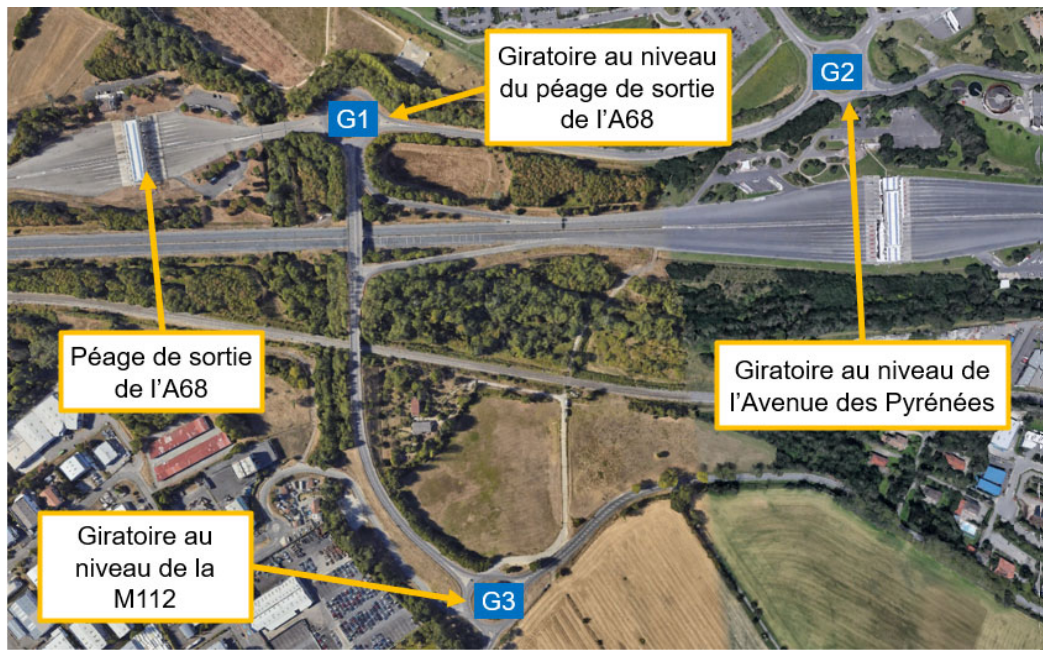 Giratoire au niveau
du péage de sortie
de l'A68
G1
G2
Péage de sortie
de l'A68
Giratoire au niveau de
l'Avenue des Pyrénées
Giratoire au
niveau de la
M112
G3